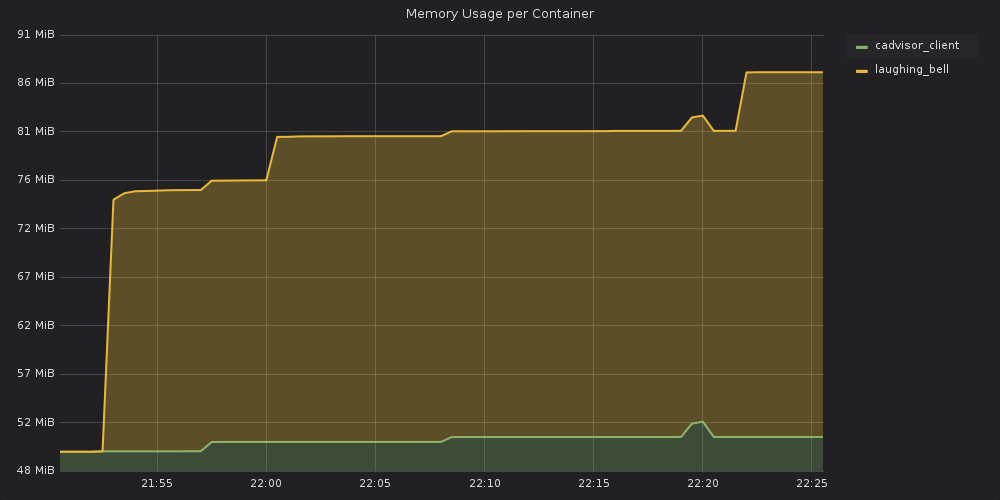 Memory Usage per Container
91 MiB
86 MiB
81 MiB
76 MiB
72 MiB
67 MiB
62 MiB
57 MiB
52 MiB
48 MiB
21:55 22:00 22:05 22:10 22:15 22:20 22:25
cadvisor_client
laughing_bell